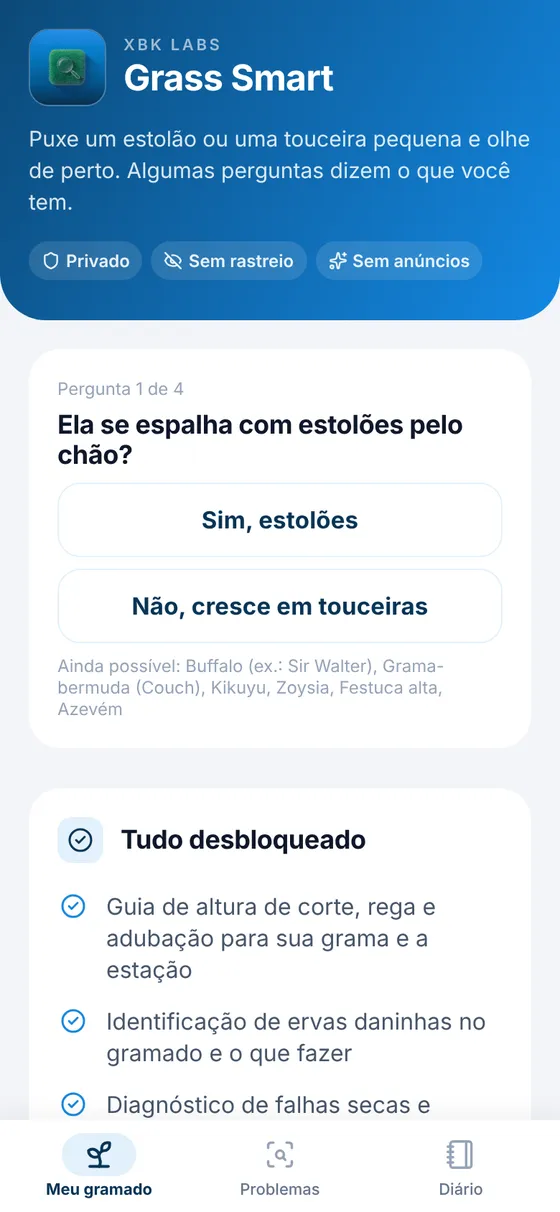 XBK LABS
Grass Smart
Puxe um estolão ou uma touceira pequena e olhe
de perto. Algumas perguntas dizem o que você
tem.
Privado
Sem rastreio
Sem anúncios
Pergunta 1 de 4
Ela se espalha com estolões pelo
chão?
Sim, estolões
Não, cresce em touceiras
Ainda possível: Buffalo (ex.: Sir Walter), Grama-
bermuda (Couch), Kikuyu, Zoysia, Festuca alta,
Azevém
Tudo desbloqueado
Guia de altura de corte, rega e
adubação para sua grama e a
estação
Identificação de ervas daninhas no
gramado e o que fazer
Diagnóstico de falhas secas e
Meu gramado
Problemas
Diário